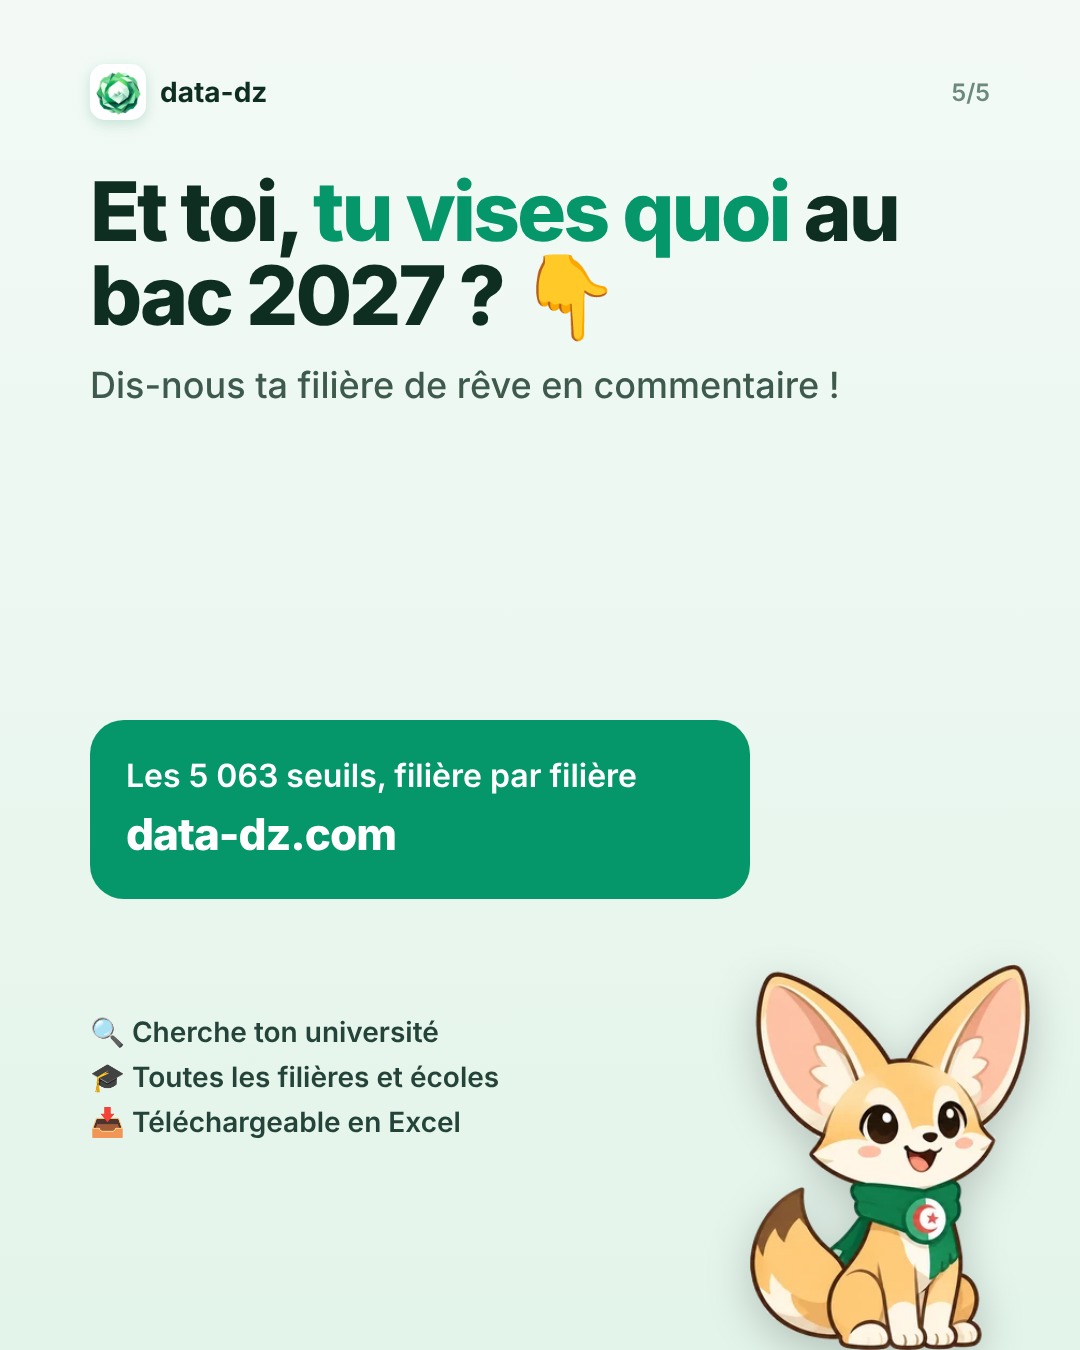 data-dz
5/5
Et toi, tu vises quoi au
bac 2027 ? 👇
Dis-nous ta filière de rêve en commentaire !
Les 5 063 seuils, filière par filière
data-dz.com
🔍 Cherche ton université
🎓 Toutes les filières et écoles
📥 Téléchargeable en Excel